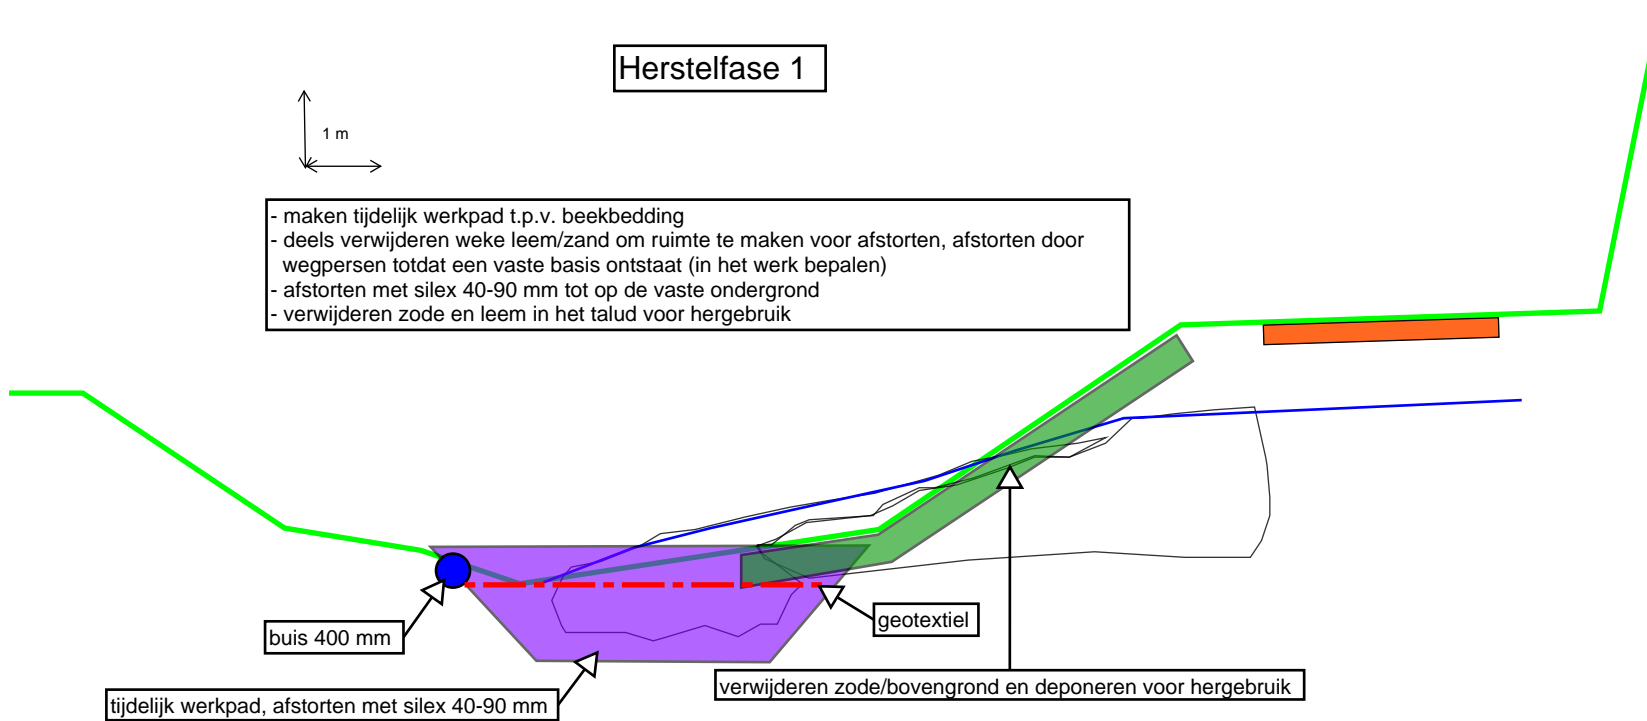 Herstelfase 1
1 m
- maken tijdelijk werkpad t.p.v. beekbedding
- deels verwijderen weke leem/zand om ruimte te maken voor afstorten, afstorten door
wegpersen totdat een vaste basis ontstaat (in het werk bepalen)
- afstorten met silex 40-90 mm tot op de vaste ondergrond
- verwijderen zode en leem in het talud voor hergebruik
geotextiel
buis 400 mm
verwijderen zode/bovengrond en deponeren voor hergebruik
tijdelijk werkpad, afstorten met silex 40-90 mm